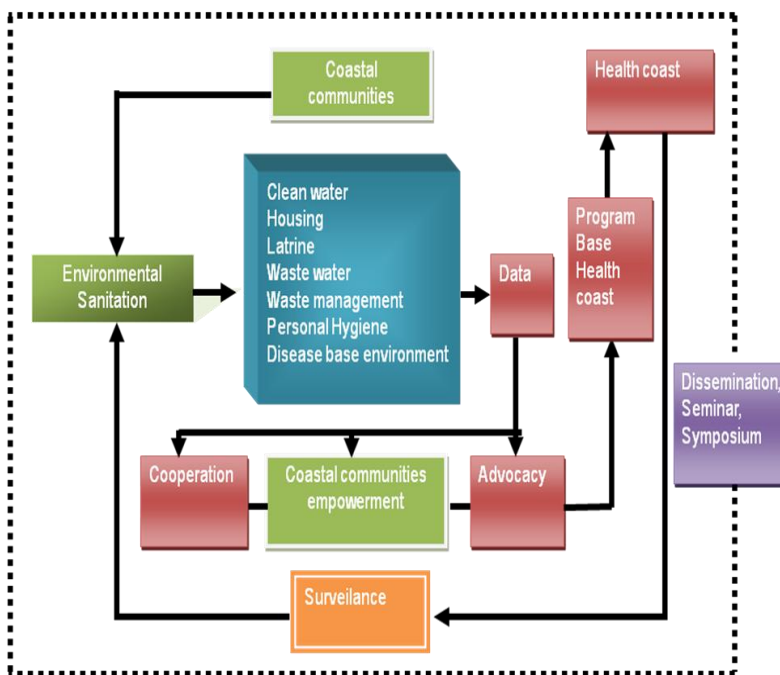 Coastal
communities
Health coast
Clean water
Housing
Latrine
Waste water
Waste management
Personal Hygiene
Disease base environment
Environmental
Sanitation
Data
Program
Base
Health
coast
Dissemination,
Seminar,
Symposium
Cooperation
Coastal communities
empowerment
Advocacy
Surveilance